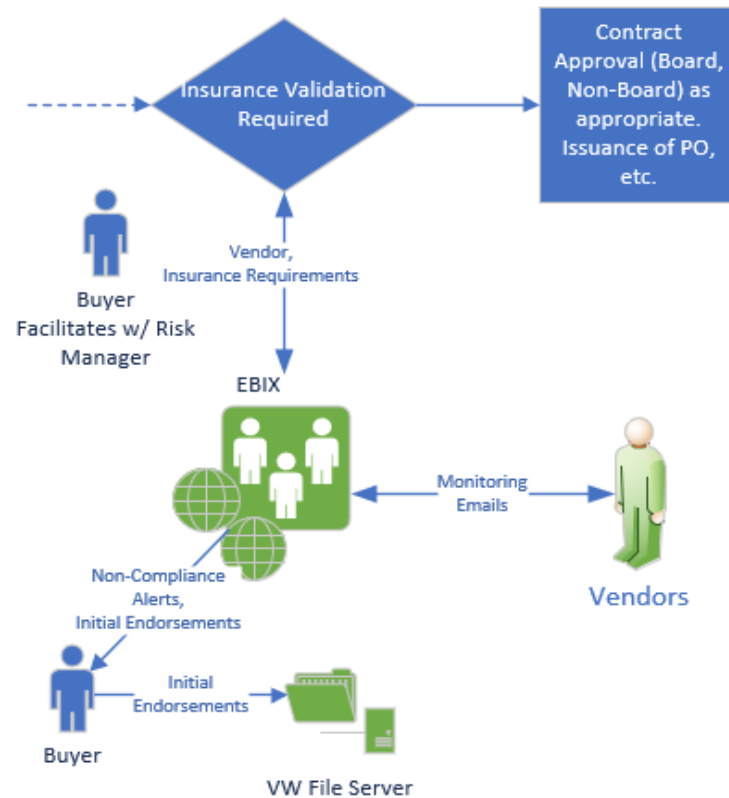 Insurance Validation
Required
Contract
Approval (Board,
Non-Board) as
appropriate.
Issuance of PO,
etc.
Vendor,
Insurance Requirements
Buyer
Facilitates w/ Risk
Manager
EBIX
Monitoring
Emails
Vendors
Non-Compliance
Alerts,
Initial Endorsements
Initial
Endorsements
Buyer
VW File Server